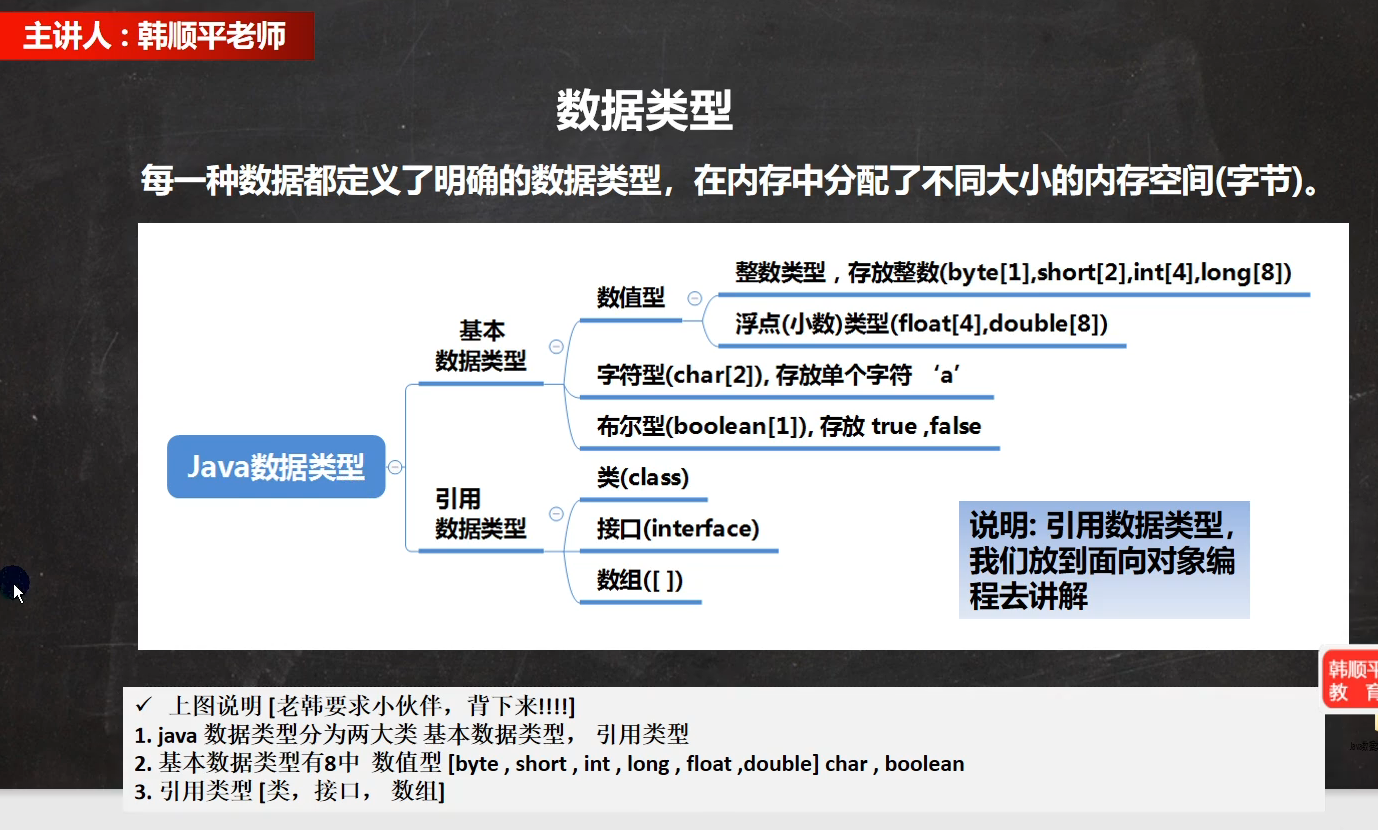 主讲人：韩顺平老师
数据类型
每一种数据都定义了明确的数据类型，在内存中分配了不同大小的内存空间(字节)。
整数类型，存放整数(byte[1],short[2],int[4],long[8])
数值型
浮点(小数)类型(float[4],double[8])
基本
数据类型
字符型(char[2]), 存放单个字符 ‘a’
布尔型(boolean[1]), 存放 true ,false
Java数据类型
类(class)
引用
数据类型
接口(interface)
数组([ ])
说明: 引用数据类型,
我们放到面向对象编
程去讲解
韩顺平
教 育
✓ 上图说明 [老韩要求小伙伴，背下来!!!!]
1. java 数据类型分为两大类 基本数据类型， 引用类型
2. 基本数据类型有8中 数值型 [byte , short , int , long , float ,double] char , boolean
3. 引用类型 [类，接口， 数组]